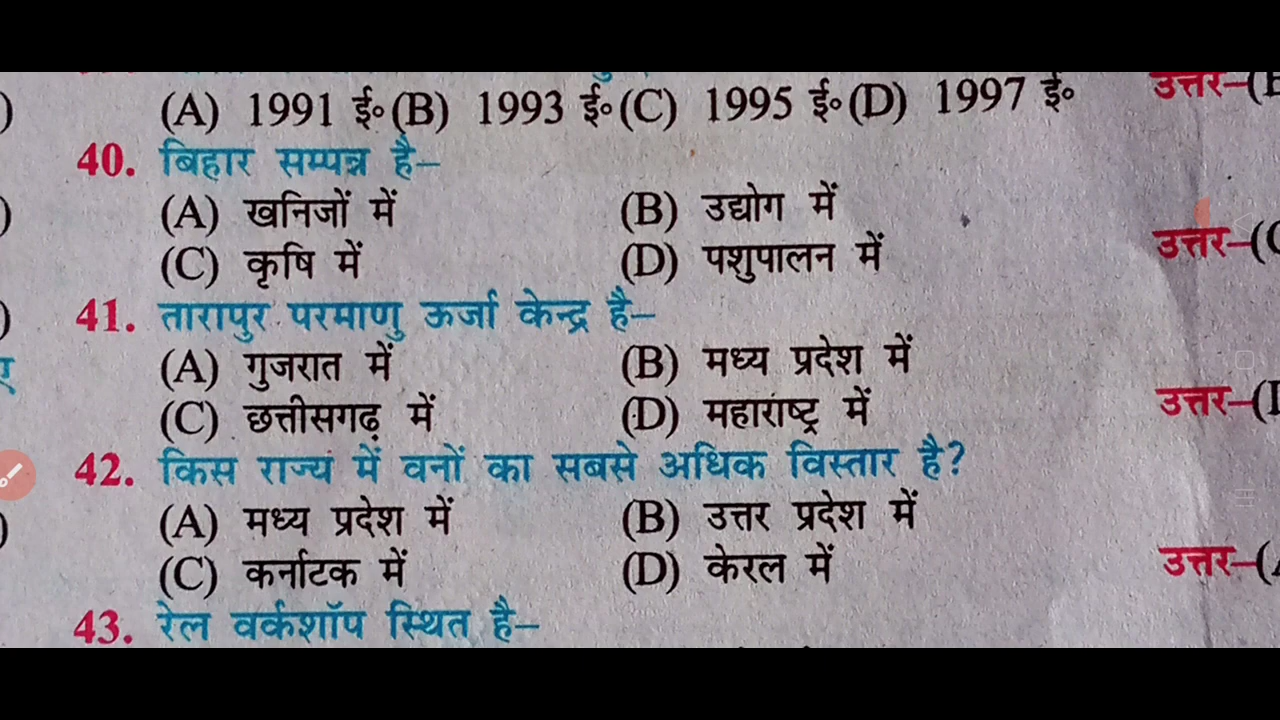 (A) 1991 ई॰ (B) 1993 ई॰ (C) 1995 ई॰ (D) 1997 ई॰ उत्तर–(
40. बिहार सम्पन्न है–
(A) खनिजों में (B) उद्योग में
(C) कृषि में (D) पशुपालन में उत्तर–(
41. तारापुर परमाणु ऊर्जा केन्द्र है–
(A) गुजरात में (B) मध्य प्रदेश में
(C) छत्तीसगढ़ में (D) महाराष्ट्र में उत्तर–(
42. किस राज्य में वनों का सबसे अधिक विस्तार है?
(A) मध्य प्रदेश में (B) उत्तर प्रदेश में
(C) कर्नाटक में (D) केरल में उत्तर–(
43. रेल वर्कशॉप स्थित है–